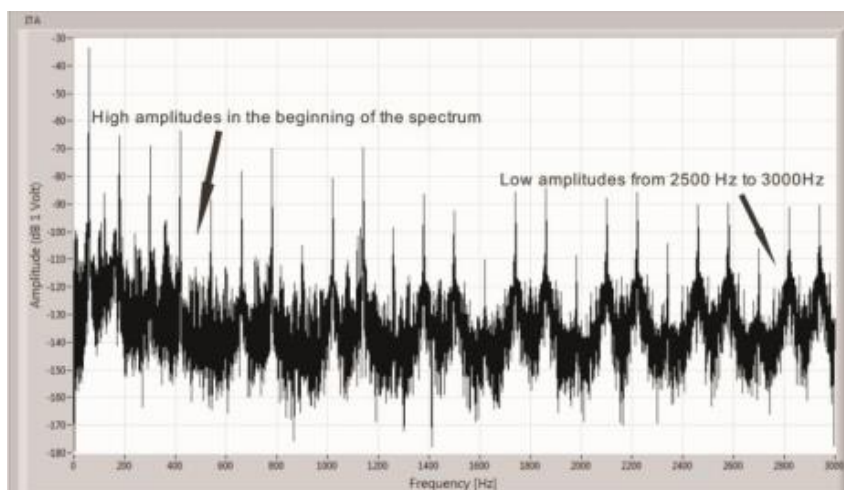 ITA
-30
-40
-50
-60
-70
-80
-90
-100
-110
-120
-130
-140
-150
-160
-170
-180
Amplitude (dB 1 Volt)
High amplitudes in the beginning of the spectrum
Low amplitudes from 2500 Hz to 3000Hz
0 200 400 600 800 1000 1200 1400 1600 1800 2000 2200 2400 2600 2800 3000
Frequency [Hz]